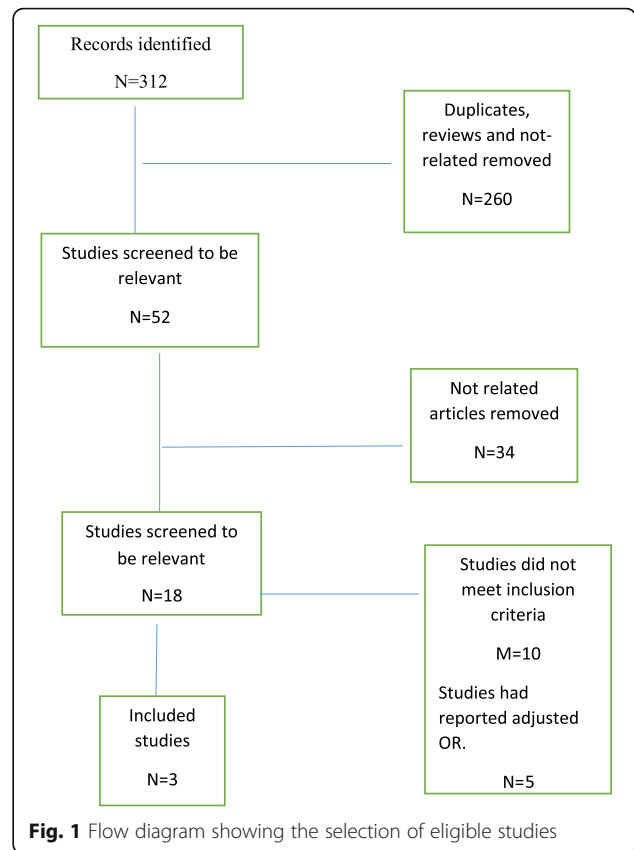 Records identified
N=312
Duplicates,
reviews and not-
related removed
N=260
Studies screened to be
relevant
N=52
Not related
articles removed
N=34
Studies screened to
be relevant
N=18
Studies did not
meet inclusion
criteria
M=10
Studies had
reported adjusted
OR.
N=5
Included
studies
N=3
Fig. 1 Flow diagram showing the selection of eligible studies